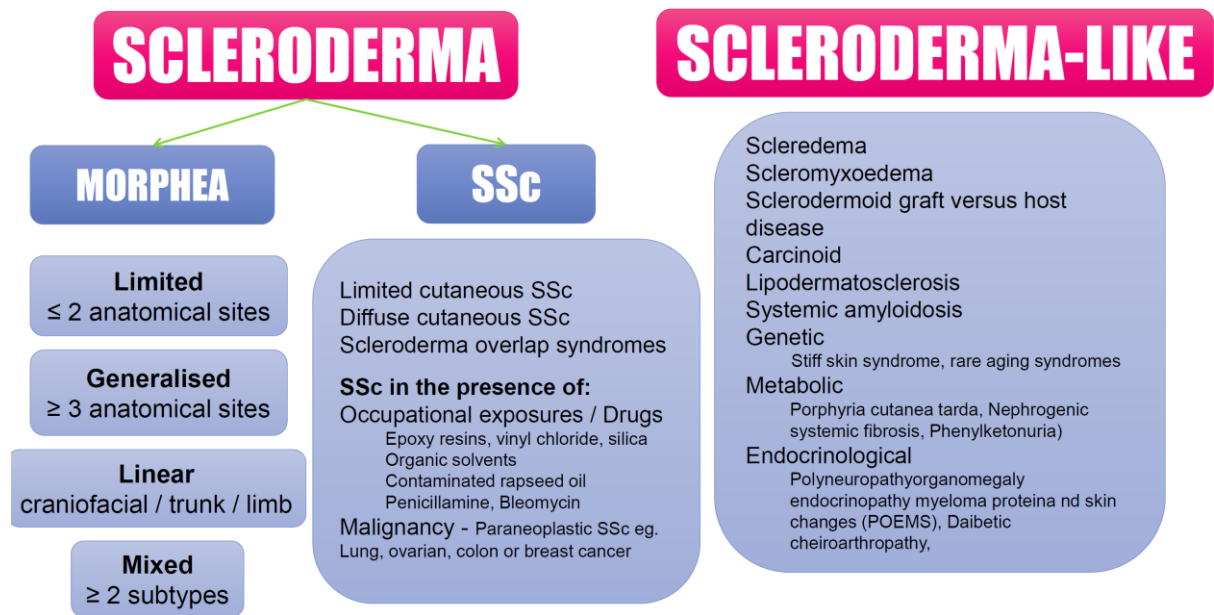 SCLERODERMA
MORPHEA
Limited
≤ 2 anatomical sites
Generalised
≥ 3 anatomical sites
Linear
craniofacial / trunk / limb
Mixed
≥ 2 subtypes
SSc
Limited cutaneous SSc
Diffuse cutaneous SSc
Scleroderma overlap syndromes
SSc in the presence of:
Occupational exposures / Drugs
Epoxy resins, vinyl chloride, silica
Organic solvents
Contaminated rapseed oil
Penicillamine, Bleomycin
Malignancy - Paraneoplastic SSc eg.
Lung, ovarian, colon or breast cancer
SCLERODERMA-LIKE
Scleredema
Scleromyxoedema
Sclerodermoid graft versus host
disease
Carcinoid
Lipodermatosclerosis
Systemic amyloidosis
Genetic
Stiff skin syndrome, rare aging syndromes
Metabolic
Porphyria cutanea tarda, Nephrogenic
systemic fibrosis, Phenylketonuria)
Endocrinological
Polyneuropathyorganomegaly
endocrinopathy myeloma proteina nd skin
changes (POEMS), Daibetic
cheiroarthropathy,